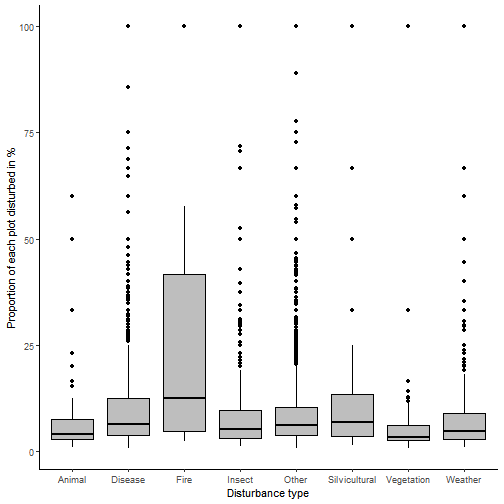 Proportion of each plot disturbed in %
100
75
50
25
0
Animal Disease Fire Insect Other Silvicultural Vegetation Weather
Disturbance type